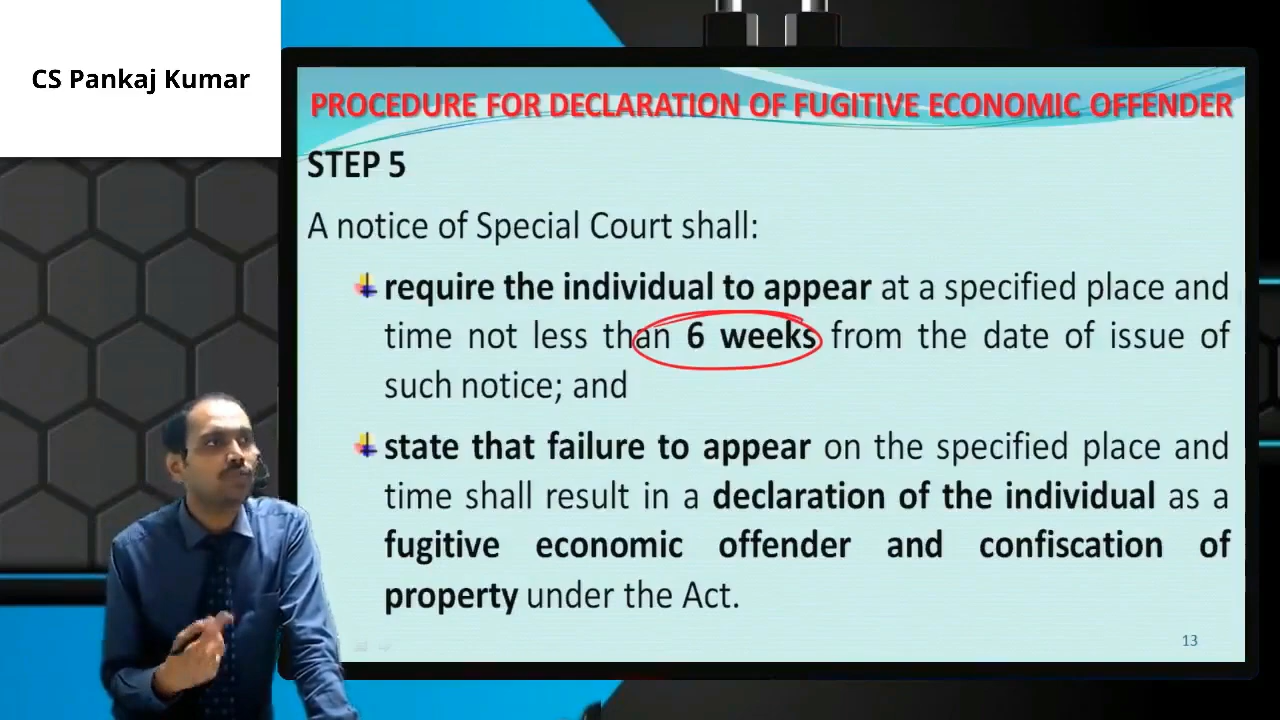 CS Pankaj Kumar
PROCEDURE FOR DECLARATION OF FUGITIVE ECONOMIC OFFENDER
STEP 5
A notice of Special Court shall:
require the individual to appear at a specified place and
time not less than 6 weeks from the date of issue of
such notice; and
state that failure to appear on the specified place and
time shall result in a declaration of the individual as a
fugitive economic offender and confiscation of
property under the Act.
13